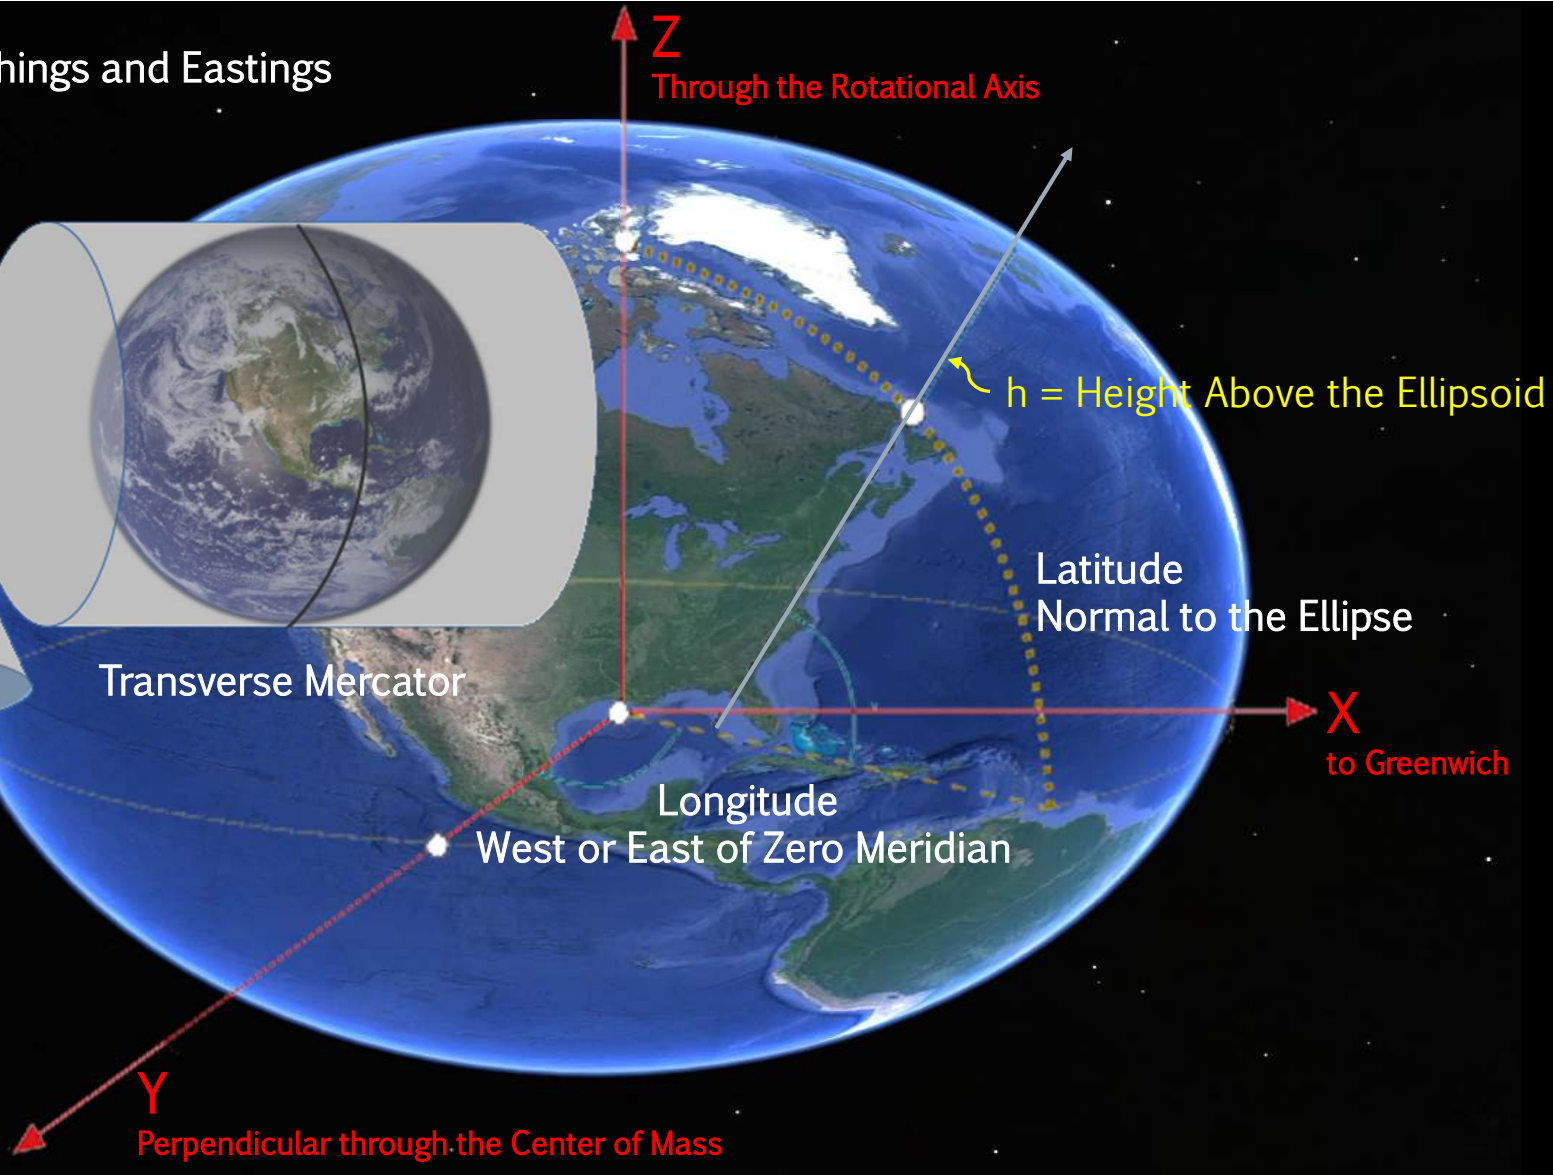 Z
Through the Rotational Axis
hings and Eastings
h = Height Above the Ellipsoid
Latitude
Normal to the Ellipse
Transverse Mercator
X
to Greenwich
Longitude
West or East of Zero Meridian
Y
Perpendicular through the Center of Mass